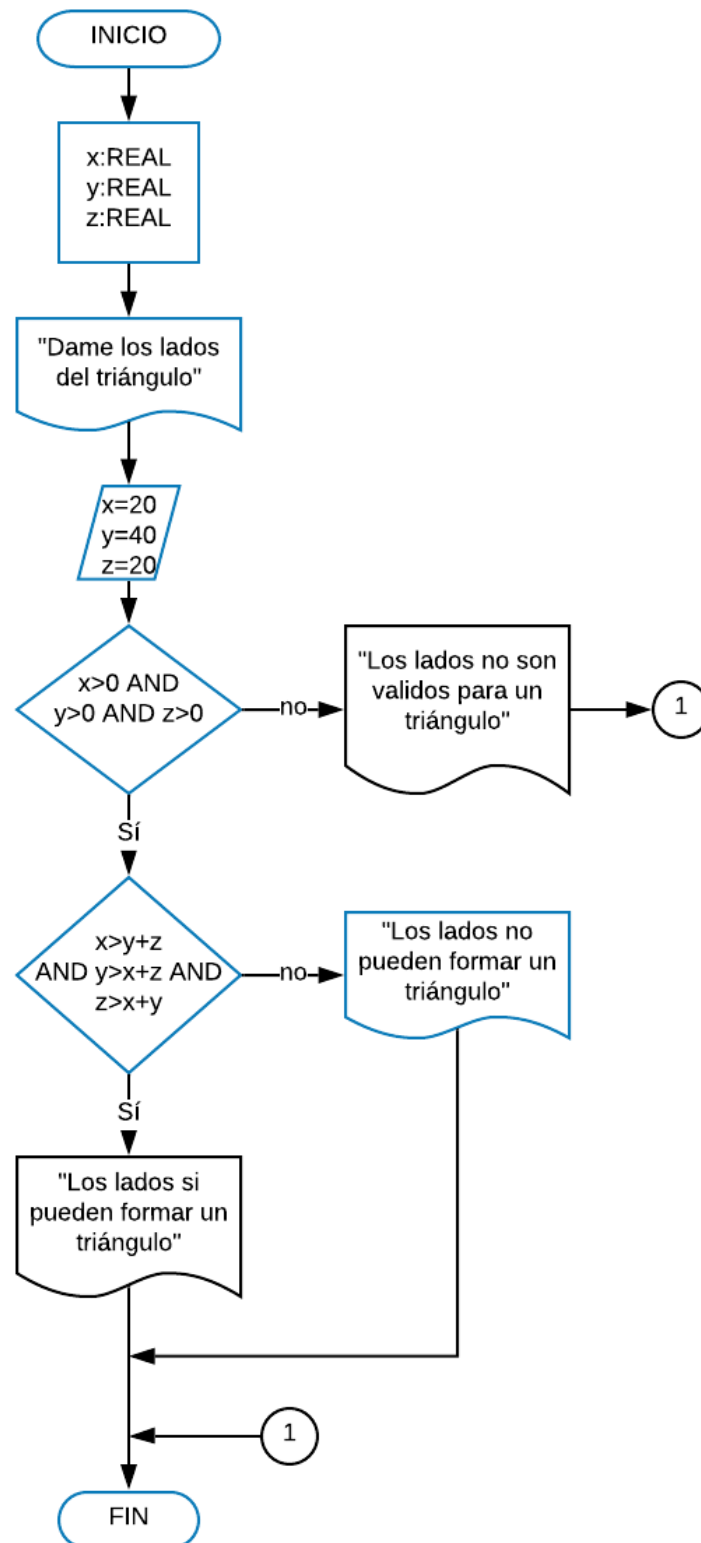 INICIO
x:REAL
y:REAL
z:REAL
"Dame los lados
del triángulo"
x=20
y=40
z=20
x>0 AND
y>0 AND z>0
no
"Los lados no son
validos para un
triángulo"
1
Sí
x>y+z
AND y>x+z AND
z>x+y
no
"Los lados no
pueden formar un
triángulo"
Sí
"Los lados si
pueden formar un
triángulo"
1
FIN